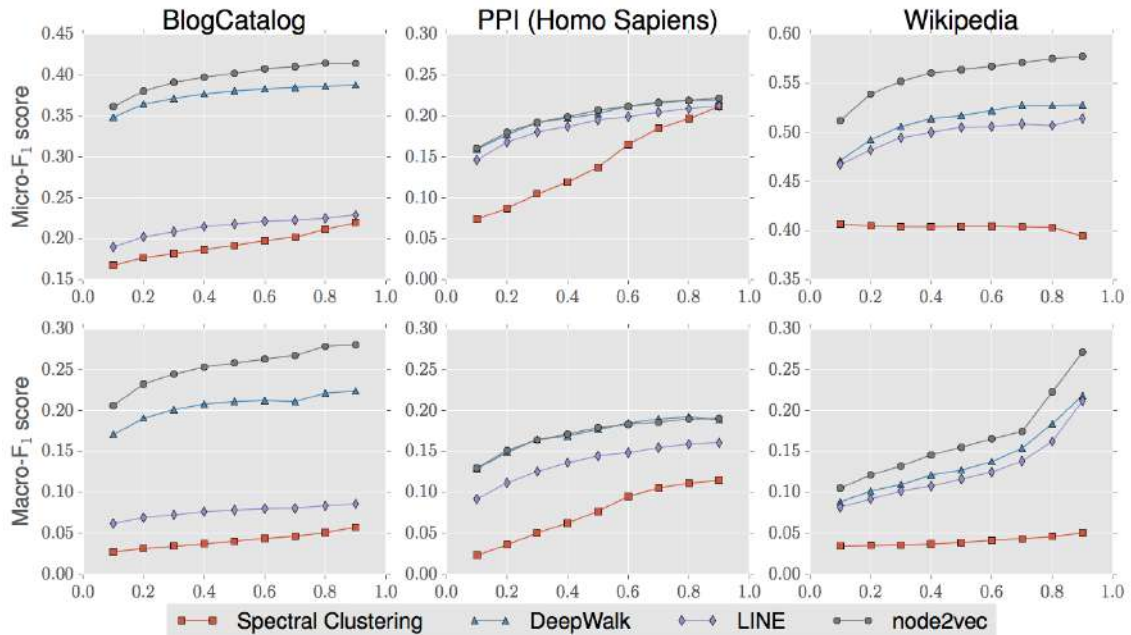 BlogCatalog PPI (Homo Sapiens) Wikipedia
Micro-F₁ score
0.45 0.40 0.35 0.30 0.25 0.20 0.15
0.0 0.2 0.4 0.6 0.8 1.0
0.30 0.25 0.20 0.15 0.10 0.05 0.00
0.0 0.2 0.4 0.6 0.8 1.0
0.60 0.55 0.50 0.45 0.40 0.35
0.0 0.2 0.4 0.6 0.8 1.0
Macro-F₁ score
0.30 0.25 0.20 0.15 0.10 0.05 0.00
0.0 0.2 0.4 0.6 0.8 1.0
0.30 0.25 0.20 0.15 0.10 0.05 0.00
0.0 0.2 0.4 0.6 0.8 1.0
0.30 0.25 0.20 0.15 0.10 0.05 0.00
0.0 0.2 0.4 0.6 0.8 1.0
Spectral Clustering DeepWalk LINE node2vec